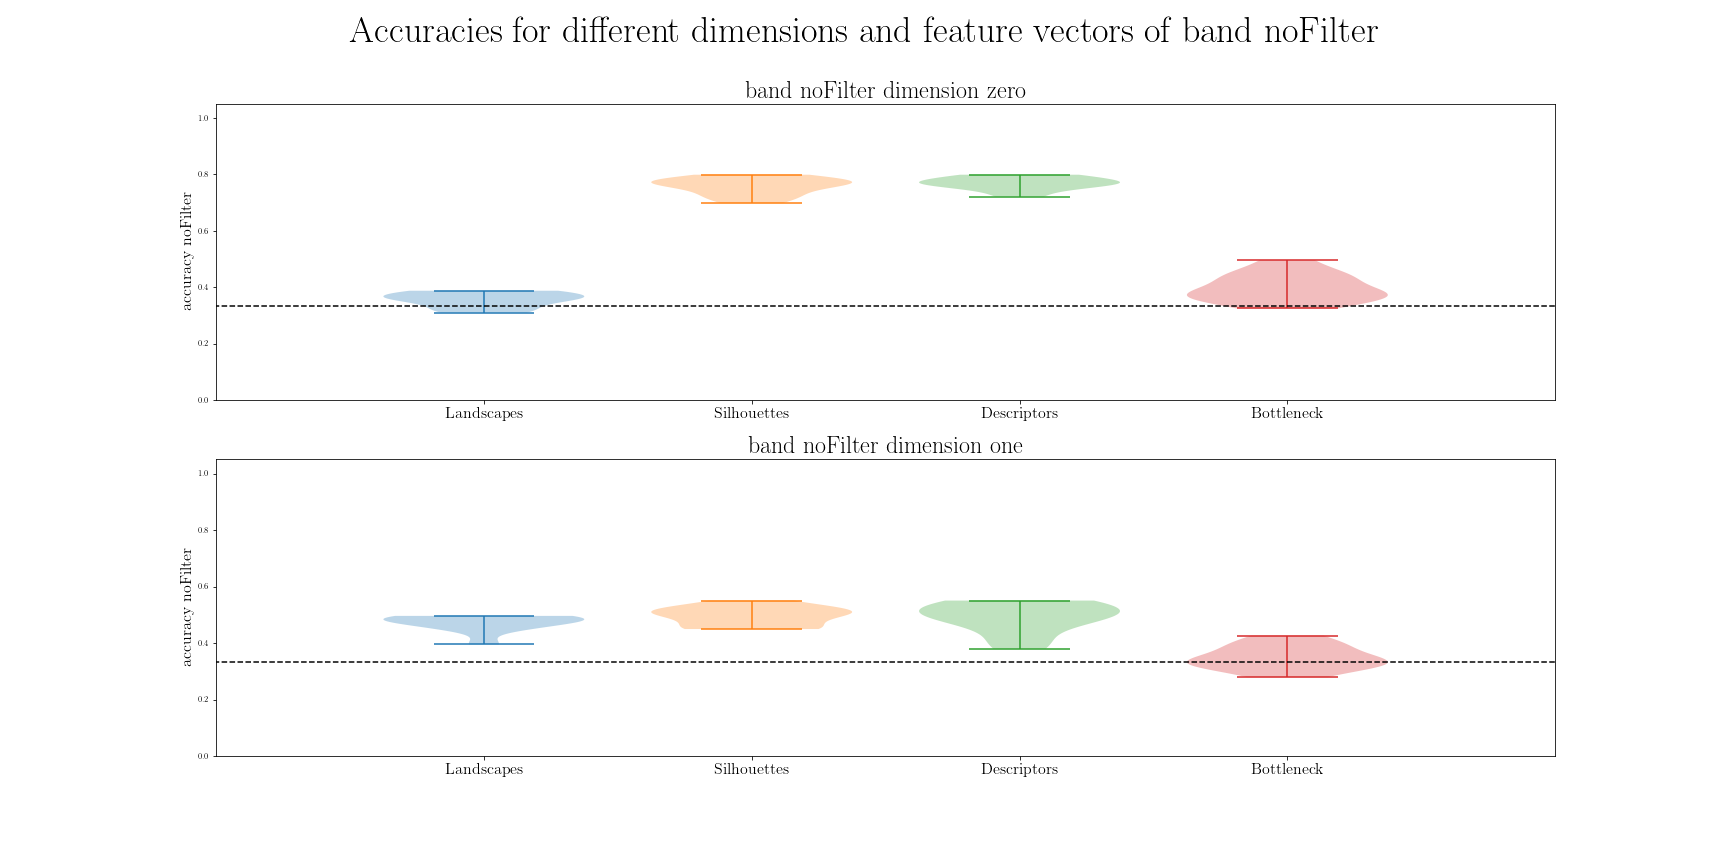 Accuracies for different dimensions and feature vectors of band noFilter
band noFilter dimension zero
accuracy noFilter
1.0
0.8
0.6
0.4
0.2
0.0
Landscapes Silhouettes Descriptors Bottleneck
band noFilter dimension one
accuracy noFilter
1.0
0.8
0.6
0.4
0.2
0.0
Landscapes Silhouettes Descriptors Bottleneck